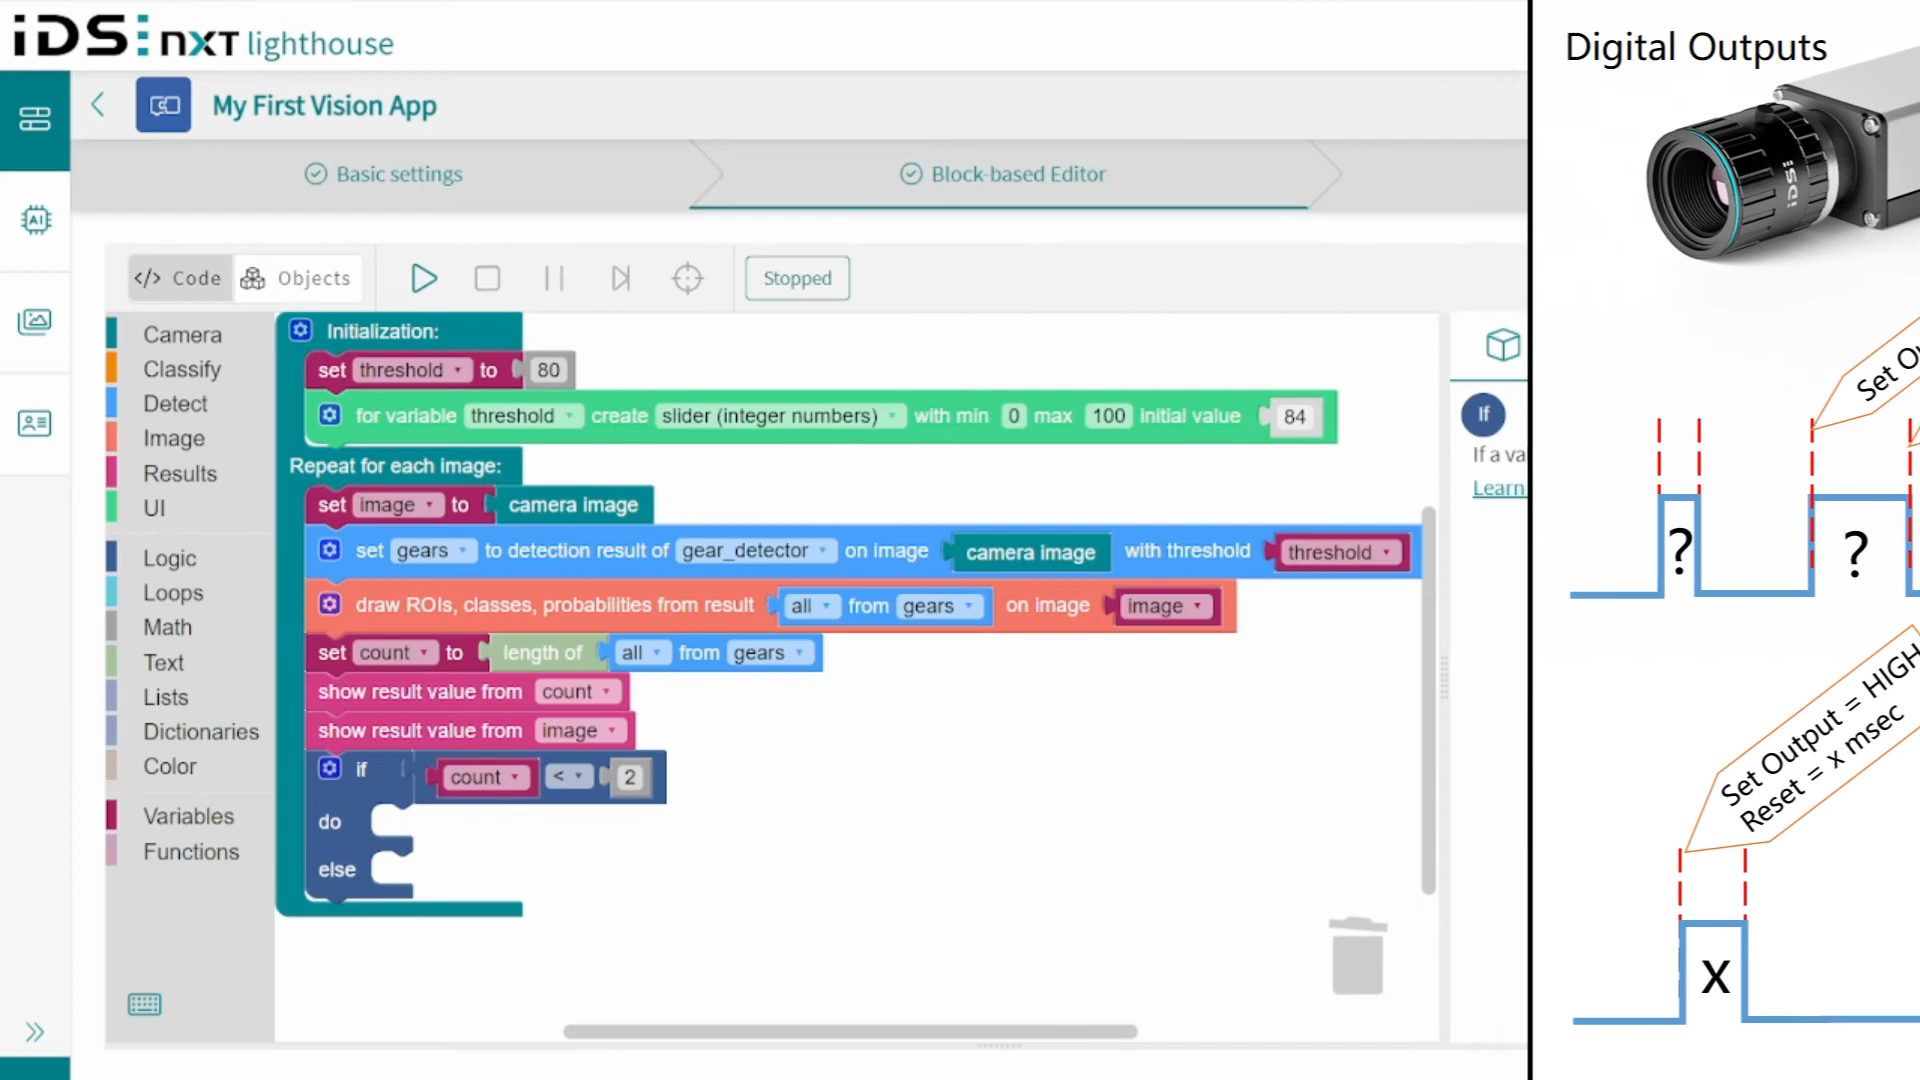 iDS:nxt lighthouse
My First Vision App
Basic settings
Block-based Editor
</> Code
Objects
Stopped
Camera
Classify
Detect
Image
Results
UI
Logic
Loops
Math
Text
Lists
Dictionaries
Color
Variables
Functions
Initialization:
set threshold to 80
for variable threshold create slider (integer numbers) with min 0 max 100 initial value 84
Repeat for each image:
set image to camera image
set gears to detection result of gear_detector on image camera image with threshold threshold
draw ROIs, classes, probabilities from result all from gears on image image
set count to length of all from gears
show result value from count
show result value from image
if count < 2
do
else
If
If a va
Learn
AI
Digital Outputs
iDS:
Set
? ?
Set Output = HIGH
Reset = x msec
X